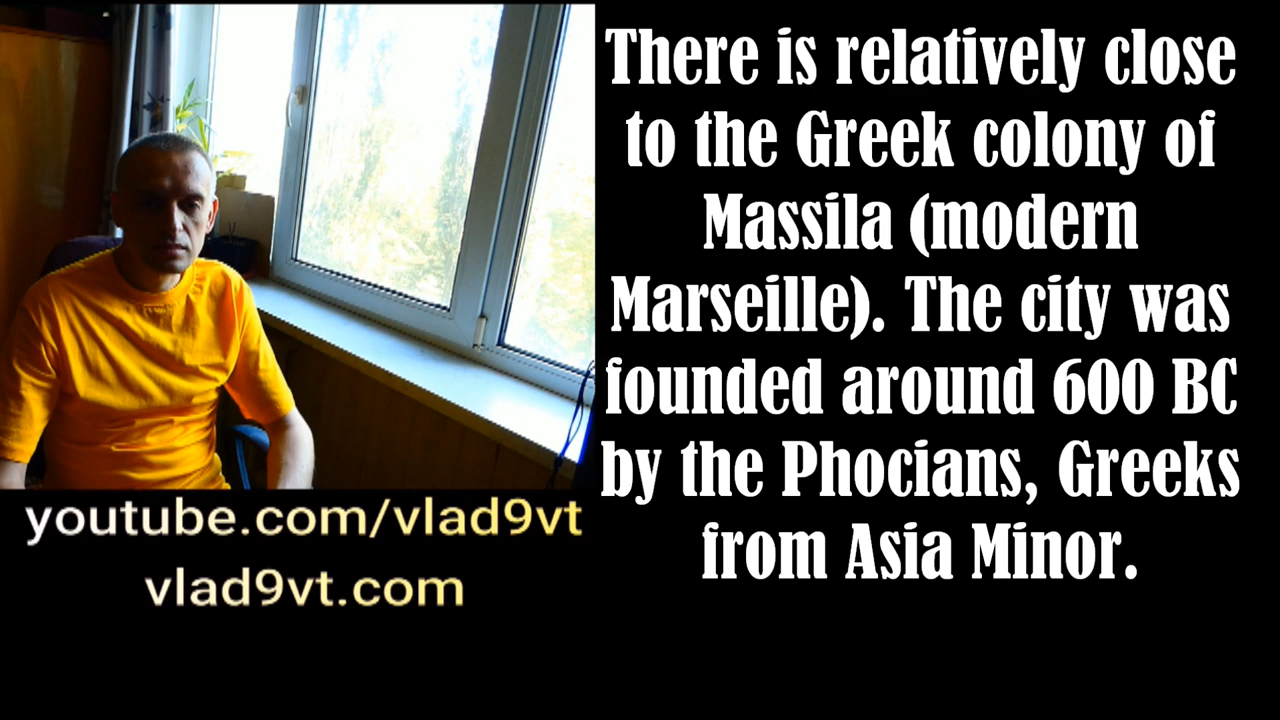 There is relatively close
to the Greek colony of
Massila (modern
Marseille). The city was
founded around 600 BC
by the Phocians, Greeks
from Asia Minor.
youtube.com/vlad9vt
vlad9vt.com